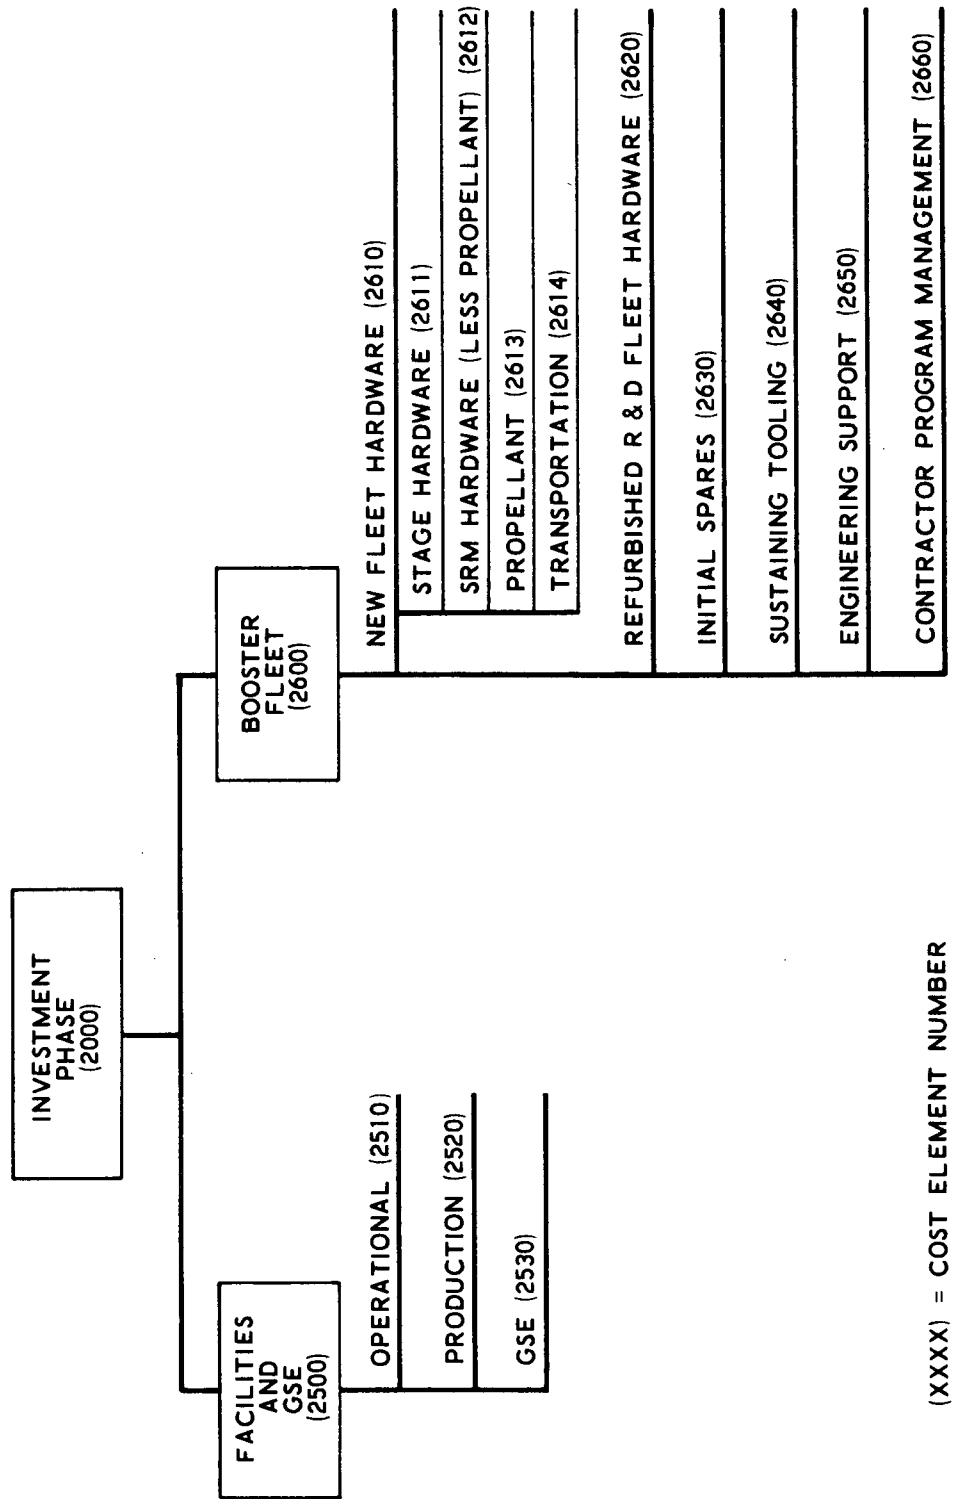 INVESTMENT
PHASE
(2000)
FACILITIES
AND
GSE
(2500)
OPERATIONAL (2510)
PRODUCTION (2520)
GSE (2530)
BOOSTER
FLEET
(2600)
NEW FLEET HARDWARE (2610)
STAGE HARDWARE (2611)
SRM HARDWARE (LESS PROPELLANT) (2612)
PROPELLANT (2613)
TRANSPORTATION (2614)
REFURBISHED R & D FLEET HARDWARE (2620)
INITIAL SPARES (2630)
SUSTAINING TOOLING (2640)
ENGINEERING SUPPORT (2650)
CONTRACTOR PROGRAM MANAGEMENT (2660)
(XXXX) = COST ELEMENT NUMBER